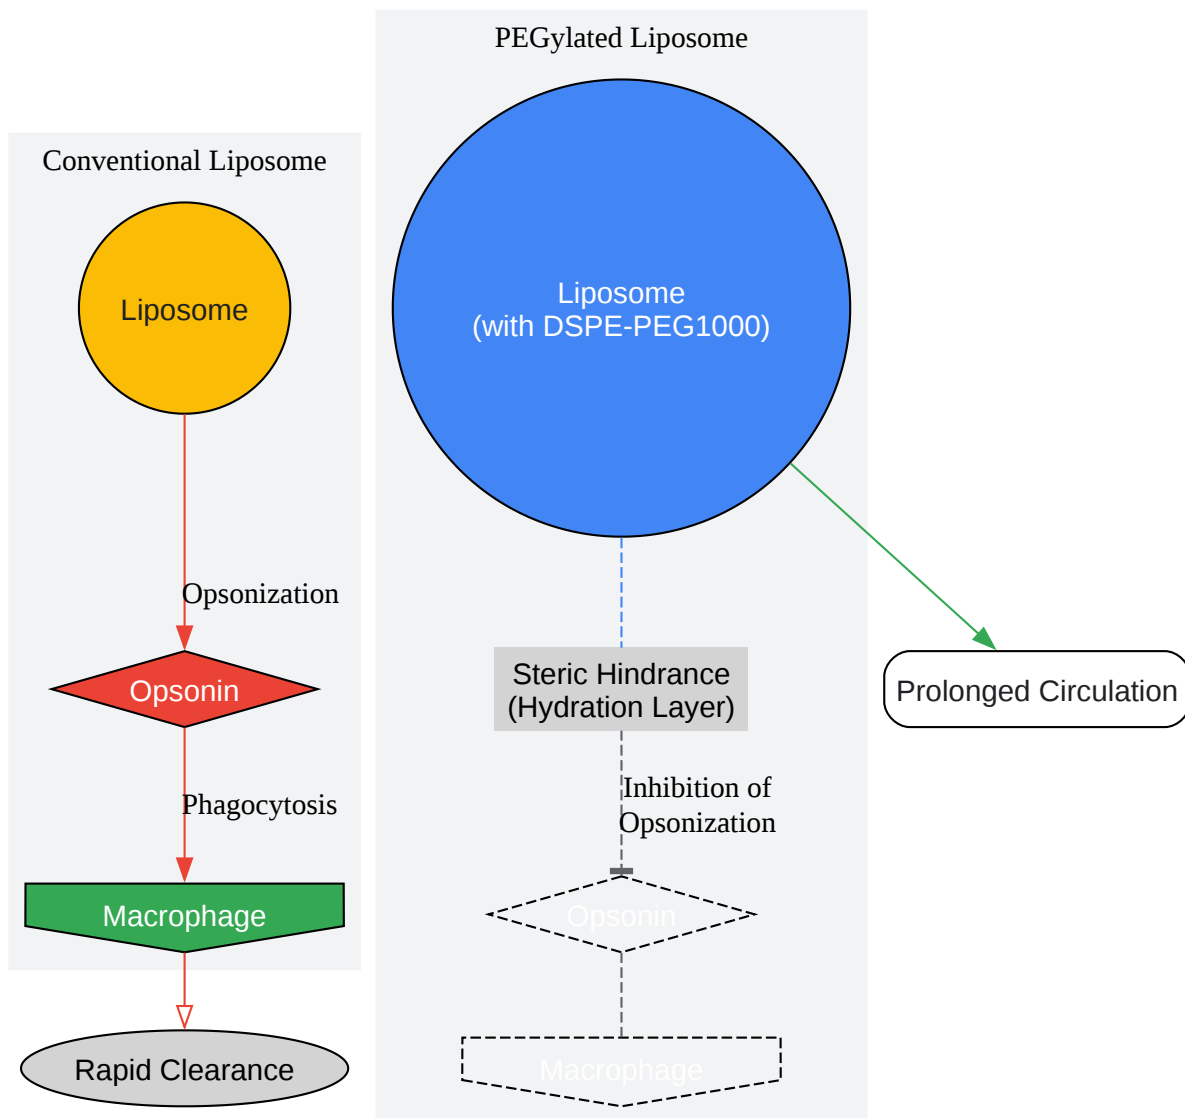 Conventional Liposome
Liposome
Opsonization
Opsonin
Phagocytosis
Macrophage
Rapid Clearance
PEGylated Liposome
Liposome
(with DSPE-PEG1000)
Steric Hindrance
(Hydration Layer)
Inhibition of
Opsonization
Opsonin
Macrophage
Prolonged Circulation